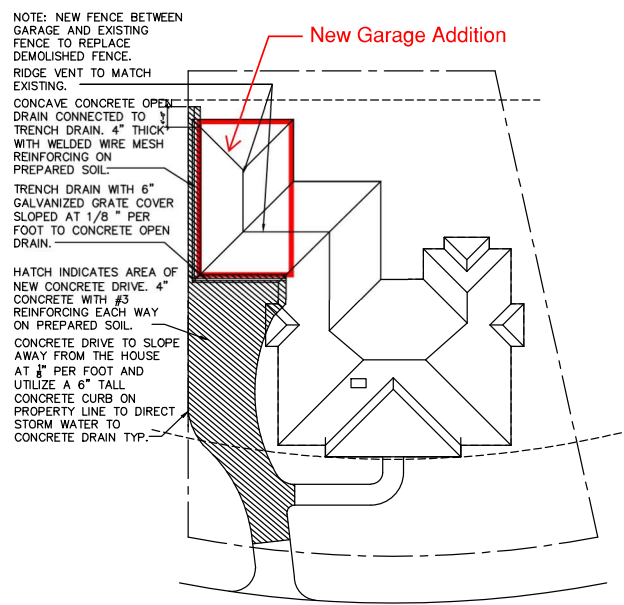 NOTE: NEW FENCE BETWEEN
GARAGE AND EXISTING
FENCE TO REPLACE
DEMOLISHED FENCE.
RIDGE VENT TO MATCH
EXISTING.
CONCAVE CONCRETE OPEN
DRAIN CONNECTED TO
TRENCH DRAIN. 4" THICK
WITH WELDED WIRE MESH
REINFORCING ON
PREPARED SOIL.
TRENCH DRAIN WITH 6"
GALVANIZED GRATE COVER
SLOPED AT 1/8 " PER
FOOT TO CONCRETE OPEN
DRAIN.
HATCH INDICATES AREA OF
NEW CONCRETE DRIVE. 4"
CONCRETE WITH #3
REINFORCING EACH WAY
ON PREPARED SOIL.
CONCRETE DRIVE TO SLOPE
AWAY FROM THE HOUSE
AT 1/8" PER FOOT AND
UTILIZE A 6" TALL
CONCRETE CURB ON
PROPERTY LINE TO DIRECT
STORM WATER TO
CONCRETE DRAIN TYP.
New Garage Addition